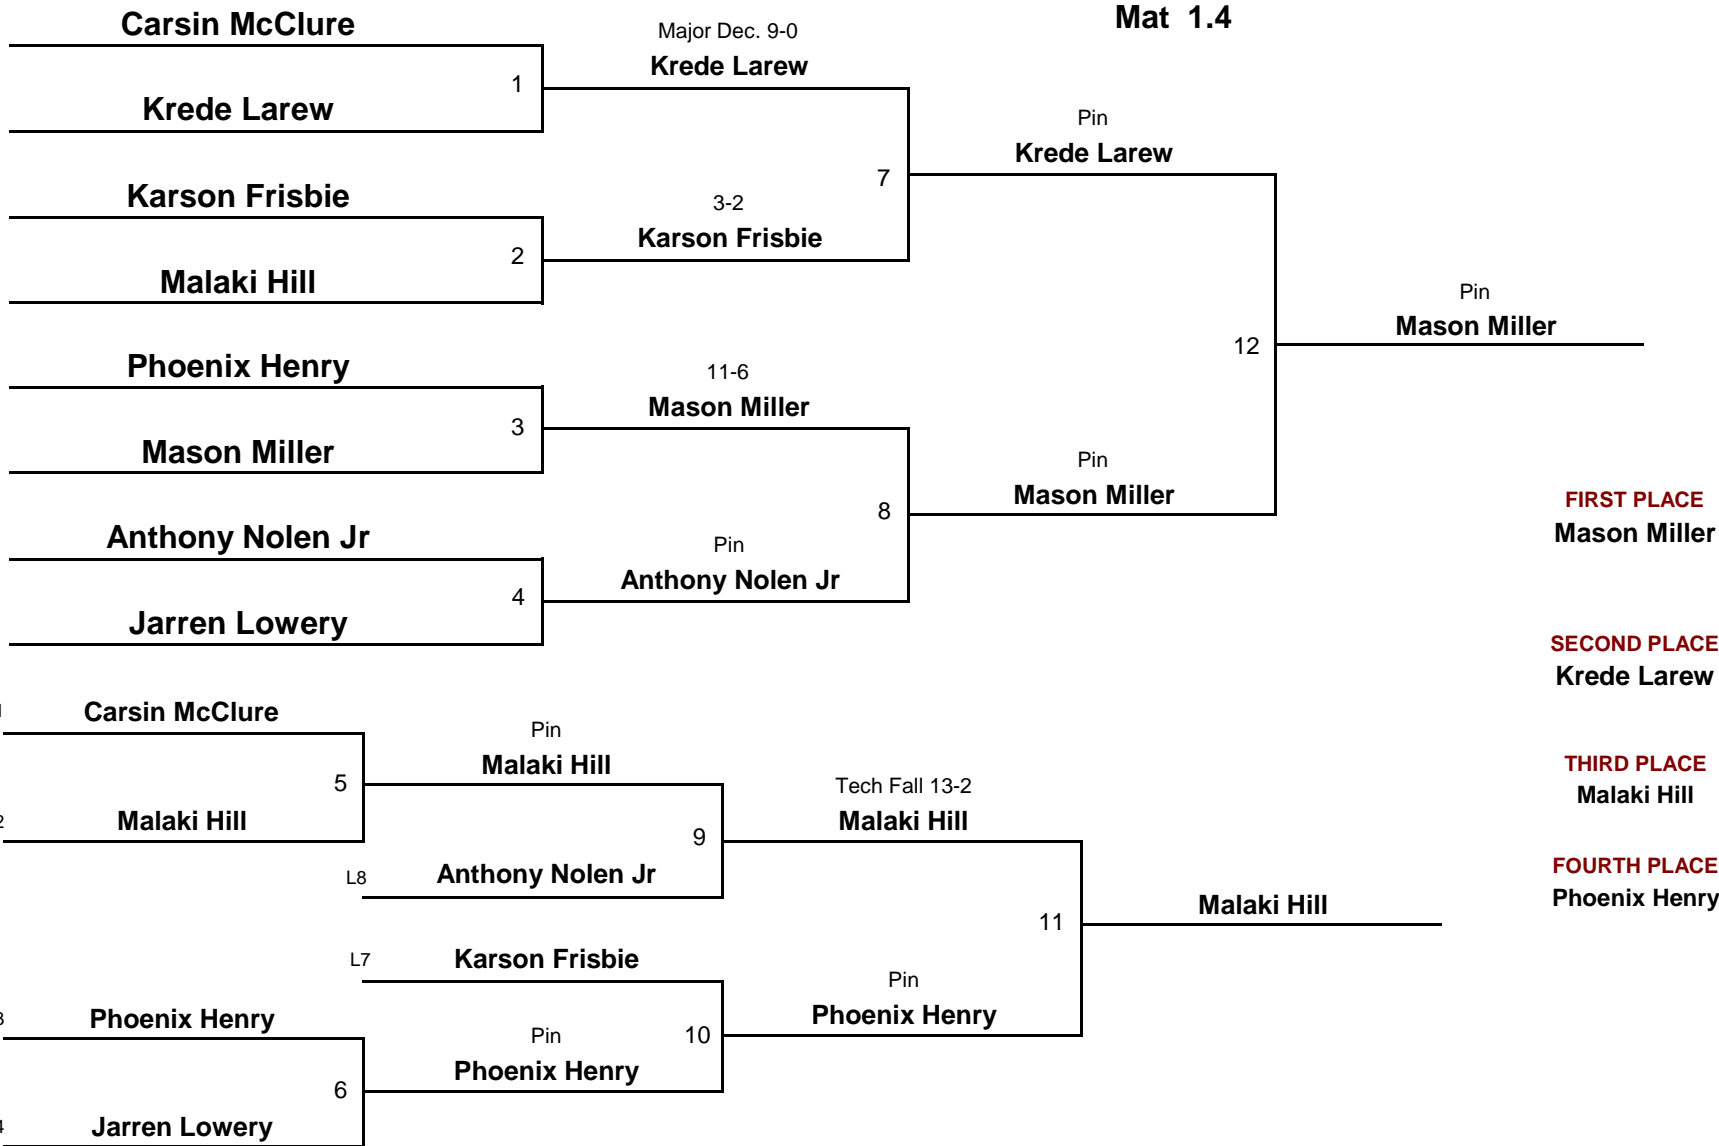 Carsin McClure
Major Dec. 9-0
Mat 1.4
Krede Larew
1
Krede Larew
Pin
Krede Larew
Karson Frisbie
7
3-2
Karson Frisbie
2
Malaki Hill
Pin
Mason Miller
12
Phoenix Henry
11-6
Mason Miller
3
Mason Miller
Pin
Mason Miller
FIRST PLACE
Mason Miller
8
Anthony Nolen Jr
Pin
Anthony Nolen Jr
4
Jarren Lowery
SECOND PLACE
Krede Larew
Carsin McClure
Pin
Malaki Hill
5
THIRD PLACE
Malaki Hill
Tech Fall 13-2
Malaki Hill
2
Malaki Hill
9
L8
Anthony Nolen Jr
FOURTH PLACE
Phoenix Henry
Malaki Hill
11
L7
Karson Frisbie
Pin
Phoenix Henry
3
Phoenix Henry
Pin
10
Phoenix Henry
6
4
Jarren Lowery